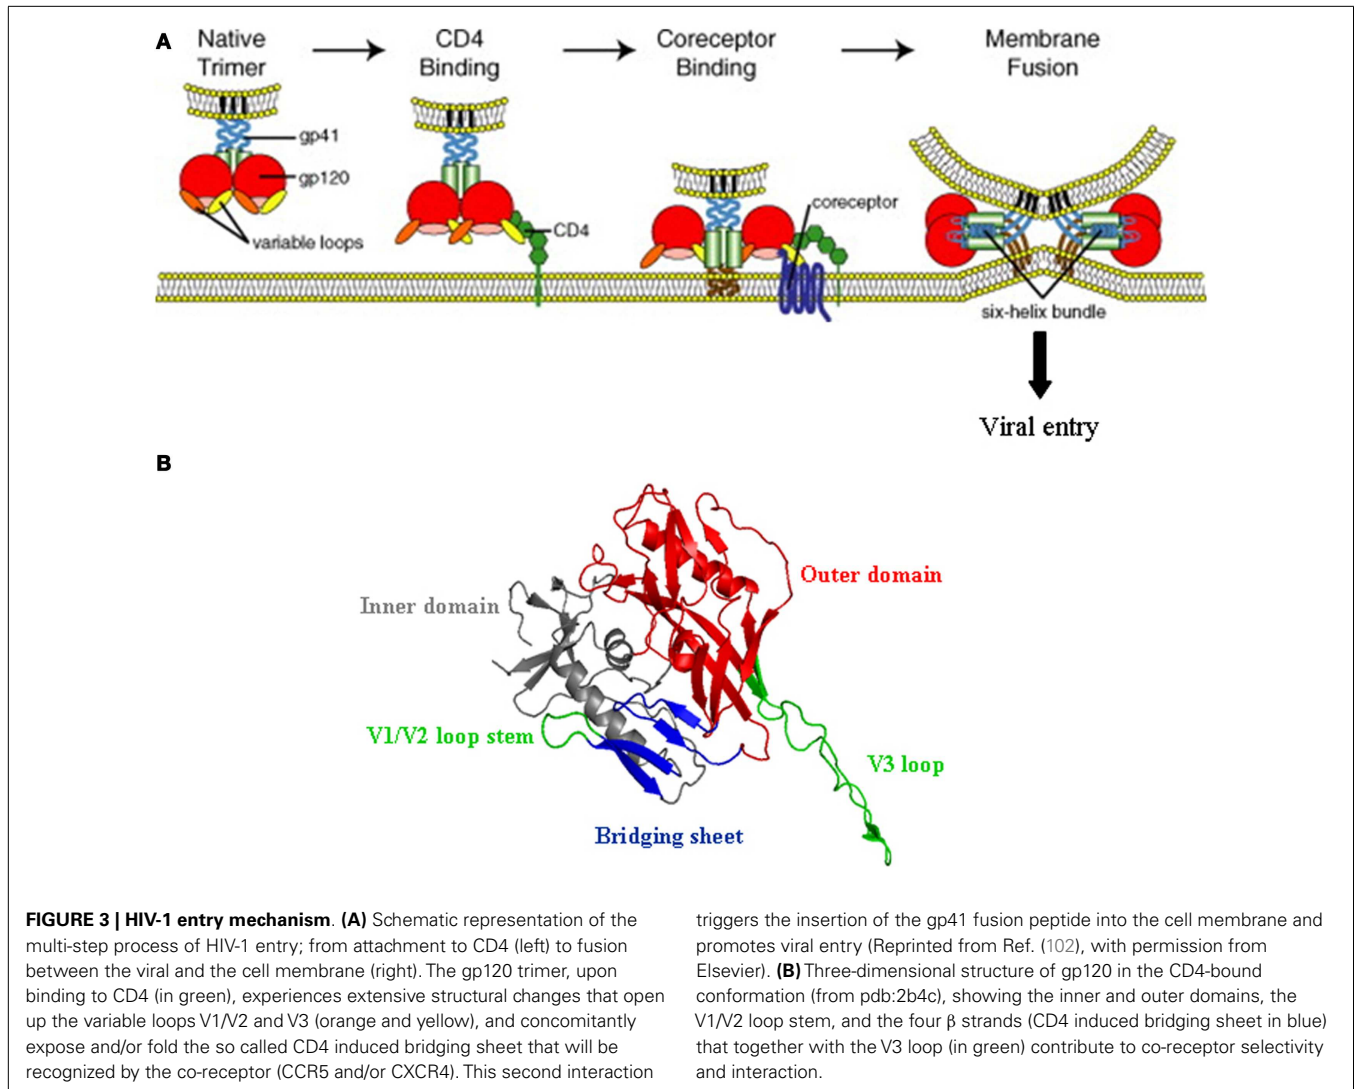 A
Native
Trimer
CD4
Binding
Coreceptor
Binding
Membrane
Fusion
gp41
gp120
variable loops
CD4
coreceptor
six-helix bundle
Viral entry
B
Outer domain
Inner domain
V1/V2 loop stem
V3 loop
Bridging sheet
FIGURE 3 | HIV-1 entry mechanism. (A) Schematic representation of the
multi-step process of HIV-1 entry; from attachment to CD4 (left) to fusion
between the viral and the cell membrane (right). The gp120 trimer, upon
binding to CD4 (in green), experiences extensive structural changes that open
up the variable loops V1/V2 and V3 (orange and yellow), and concomitantly
expose and/or fold the so called CD4 induced bridging sheet that will be
recognized by the co-receptor (CCR5 and/or CXCR4). This second interaction
triggers the insertion of the gp41 fusion peptide into the cell membrane and
promotes viral entry (Reprinted from Ref. (102), with permission from
Elsevier). (B) Three-dimensional structure of gp120 in the CD4-bound
conformation (from pdb:2b4c), showing the inner and outer domains, the
V1/V2 loop stem, and the four β strands (CD4 induced bridging sheet in blue)
that together with the V3 loop (in green) contribute to co-receptor selectivity
and interaction.